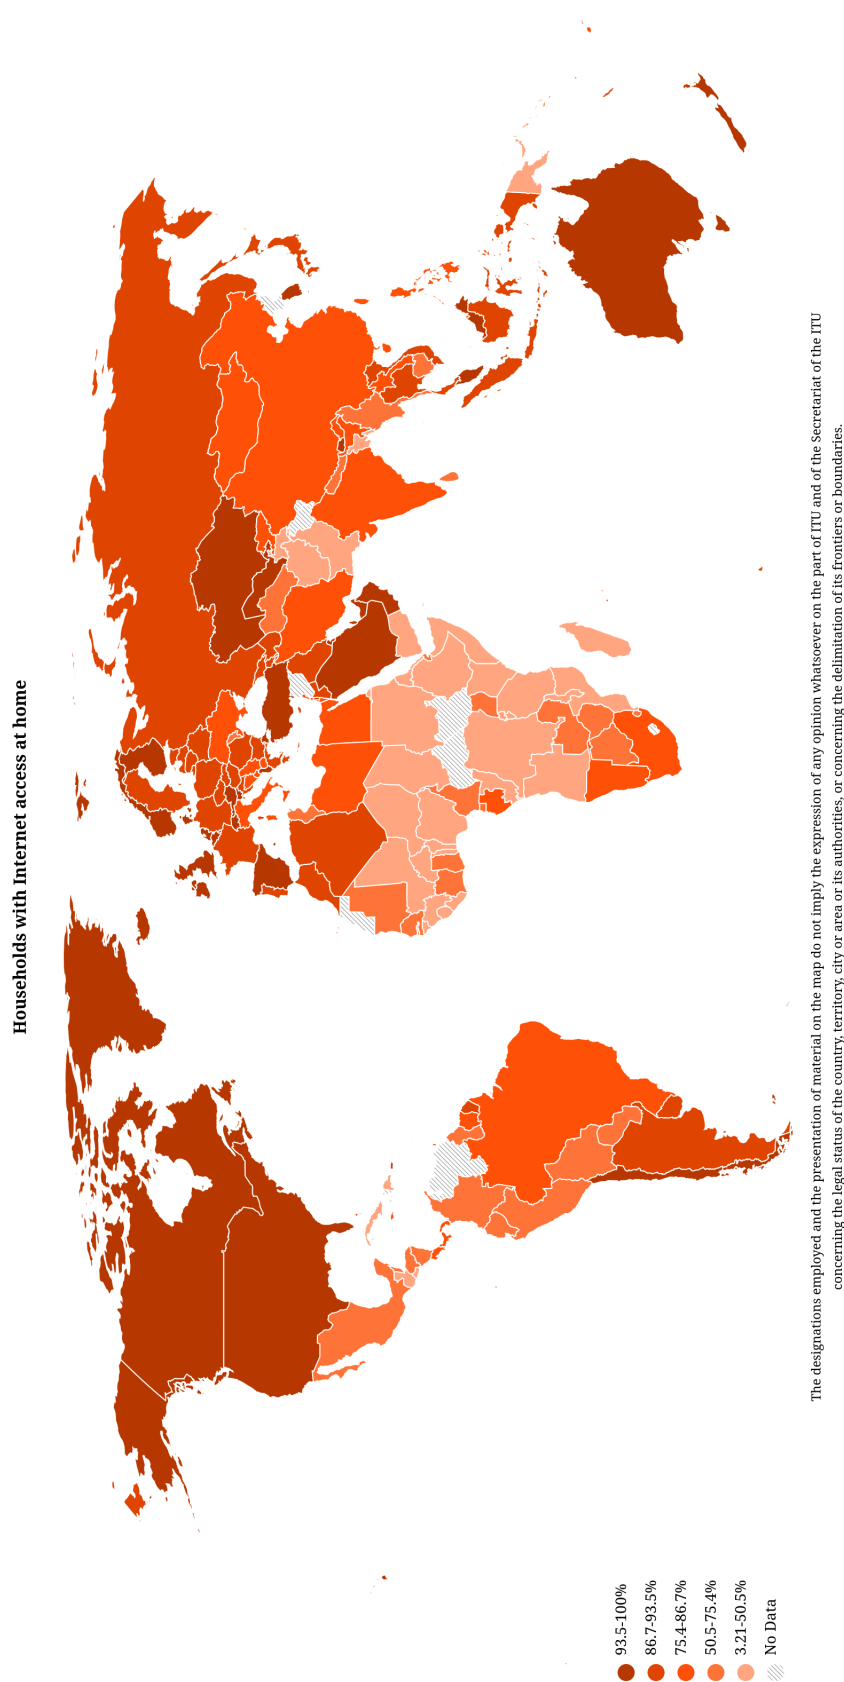 Households with Internet access at home
93.5-100%
86.7-93.5%
75.4-86.7%
50.5-75.4%
3.21-50.5%
No Data
The designations employed and the presentation of material on the map do not imply the expression of any opinion whatsoever on the part of ITU and of the Secretariat of the ITU
concerning the legal status of the country, territory, city or area or its authorities, or concerning the delimitation of its frontiers or boundaries.